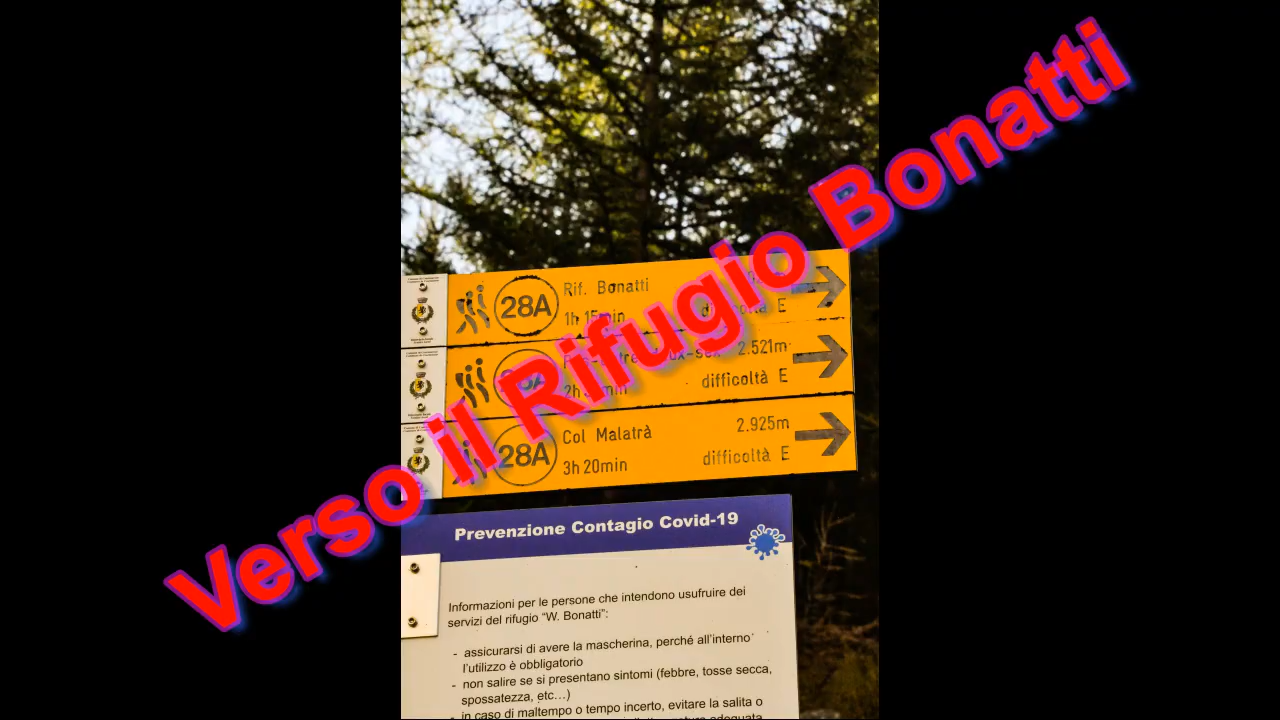 Verso il Rifugio Bonatti
28A
Rif. Bonatti
1h 15min
difficoltà E
2.521m
difficoltà E
28A
Col Malatrà
2.925m
3h 20min
difficoltà E
Prevenzione Contagio Covid-19
Informazioni per le persone che intendono usufruire dei
servizi del rifugio “W. Bonatti”:
- assicurarsi di avere la mascherina, perché all’interno
l’utilizzo è obbligatorio
- non salire se si presentano sintomi (febbre, tosse secca,
spossatezza, etc…)
- in caso di maltempo o tempo incerto, evitare la salita o